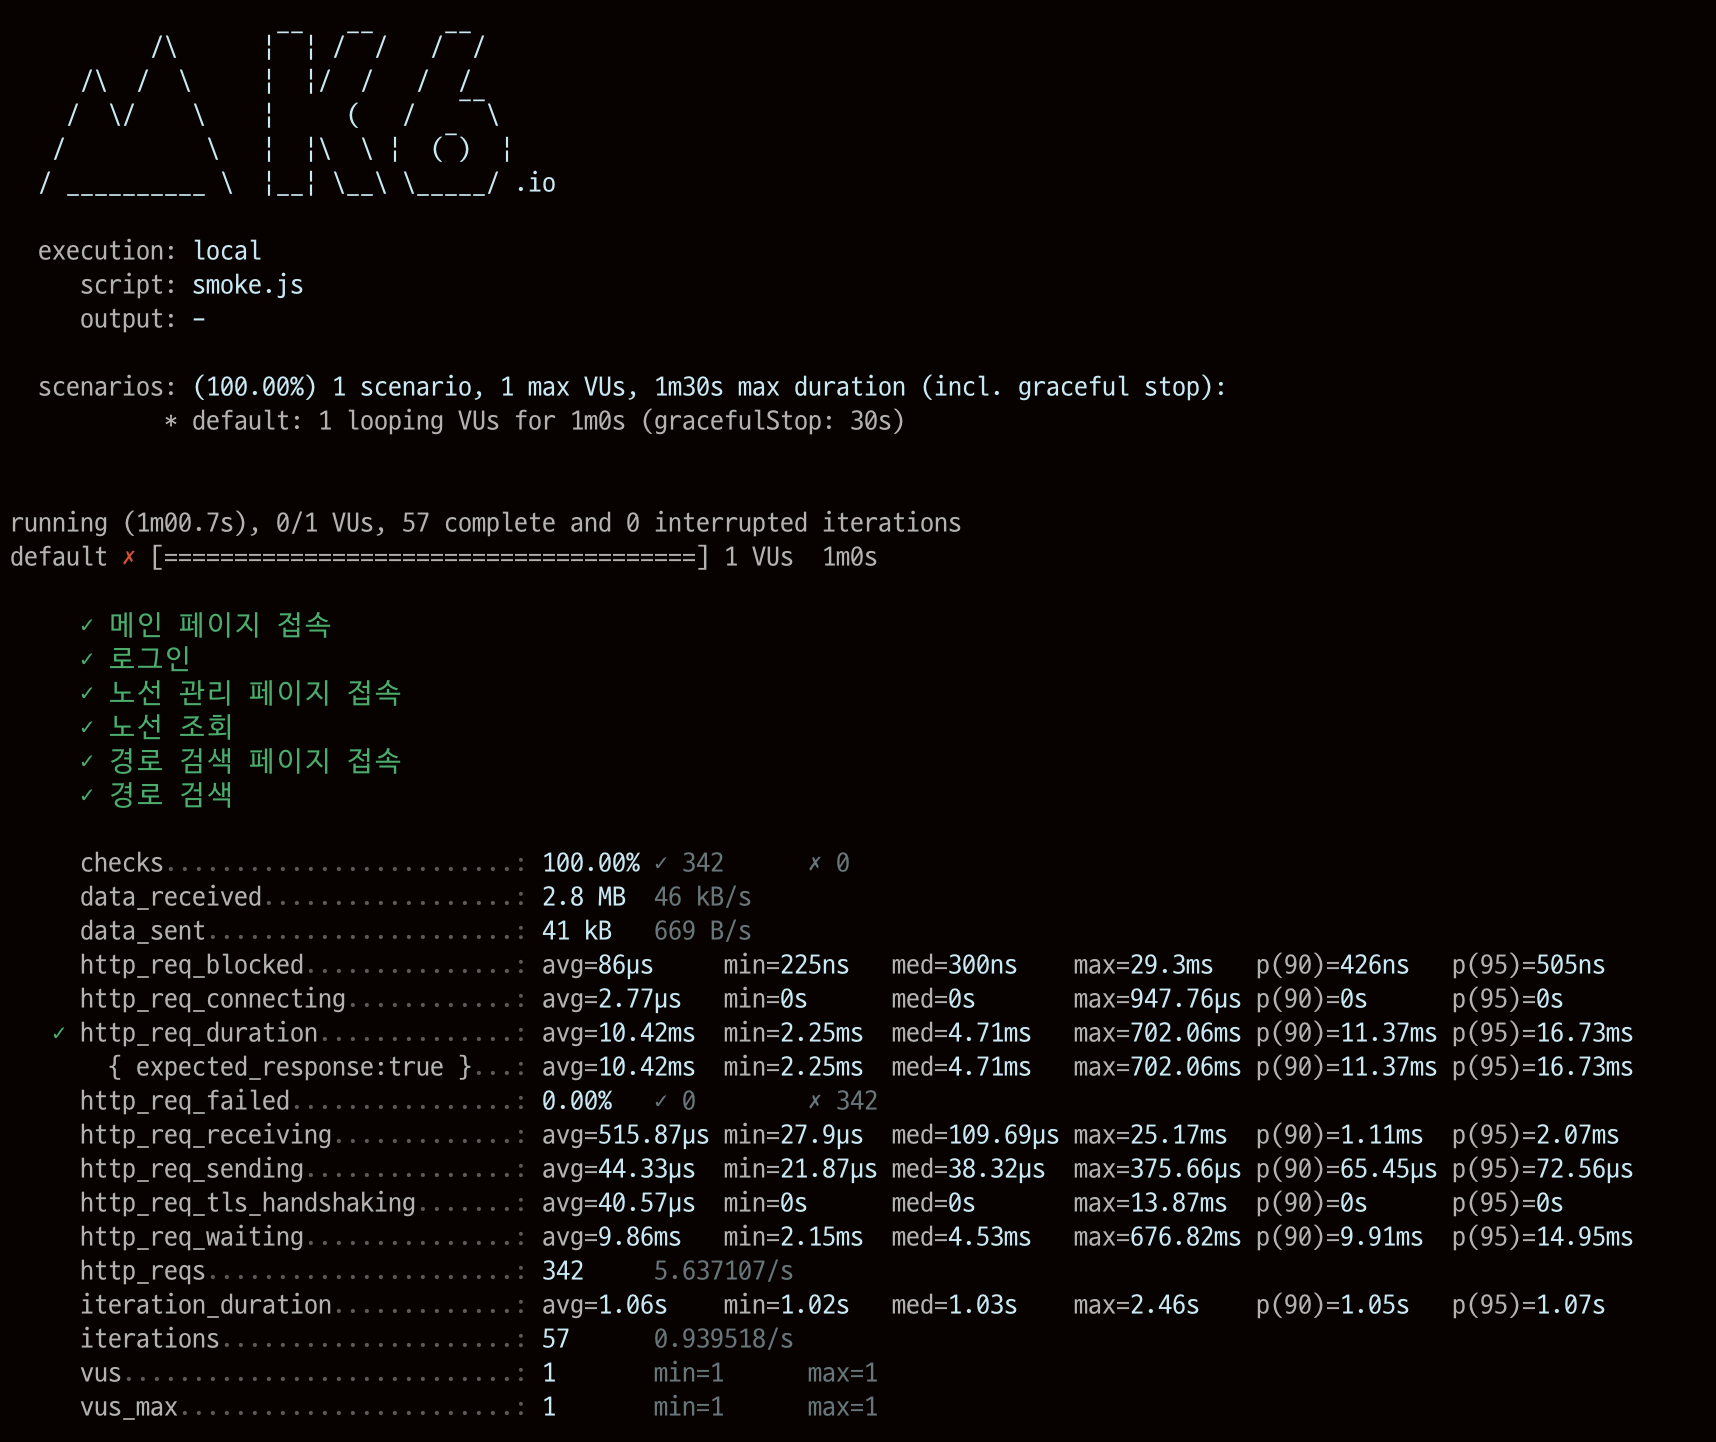 /\      |‾‾| /‾‾/   /‾‾/
     /\  /  \     |  |/  /   /  /
    /  \/    \    |     (   /   ‾‾\
   /          \   |  |\  \ |  (‾)  |
  / __________ \  |__| \__\ \_____/ .io
execution: local
script: smoke.js
output: -
scenarios: (100.00%) 1 scenario, 1 max VUs, 1m30s max duration (incl. graceful stop):
* default: 1 looping VUs for 1m0s (gracefulStop: 30s)
running (1m00.7s), 0/1 VUs, 57 complete and 0 interrupted iterations
default ✗ [======================================] 1 VUs  1m0s
✓ 메인 페이지 접속
✓ 로그인
✓ 노선 관리 페이지 접속
✓ 노선 조회
✓ 경로 검색 페이지 접속
✓ 경로 검색
checks.........................: 100.00% ✓ 342      ✗ 0
data_received..................: 2.8 MB  46 kB/s
data_sent......................: 41 kB   669 B/s
http_req_blocked...............: avg=86µs     min=225ns   med=300ns    max=29.3ms   p(90)=426ns   p(95)=505ns
http_req_connecting............: avg=2.77µs   min=0s      med=0s       max=947.76µs p(90)=0s      p(95)=0s
✓ http_req_duration..............: avg=10.42ms  min=2.25ms  med=4.71ms   max=702.06ms p(90)=11.37ms p(95)=16.73ms
{ expected_response:true }...: avg=10.42ms  min=2.25ms  med=4.71ms   max=702.06ms p(90)=11.37ms p(95)=16.73ms
http_req_failed................: 0.00%   ✓ 0        ✗ 342
http_req_receiving.............: avg=515.87µs min=27.9µs  med=109.69µs max=25.17ms  p(90)=1.11ms  p(95)=2.07ms
http_req_sending...............: avg=44.33µs  min=21.87µs med=38.32µs  max=375.66µs p(90)=65.45µs p(95)=72.56µs
http_req_tls_handshaking.......: avg=40.57µs  min=0s      med=0s       max=13.87ms  p(90)=0s      p(95)=0s
http_req_waiting...............: avg=9.86ms   min=2.15ms  med=4.53ms   max=676.82ms p(90)=9.91ms  p(95)=14.95ms
http_reqs......................: 342     5.637107/s
iteration_duration.............: avg=1.06s    min=1.02s   med=1.03s    max=2.46s    p(90)=1.05s   p(95)=1.07s
iterations.....................: 57      0.939518/s
vus............................: 1       min=1      max=1
vus_max........................: 1       min=1      max=1